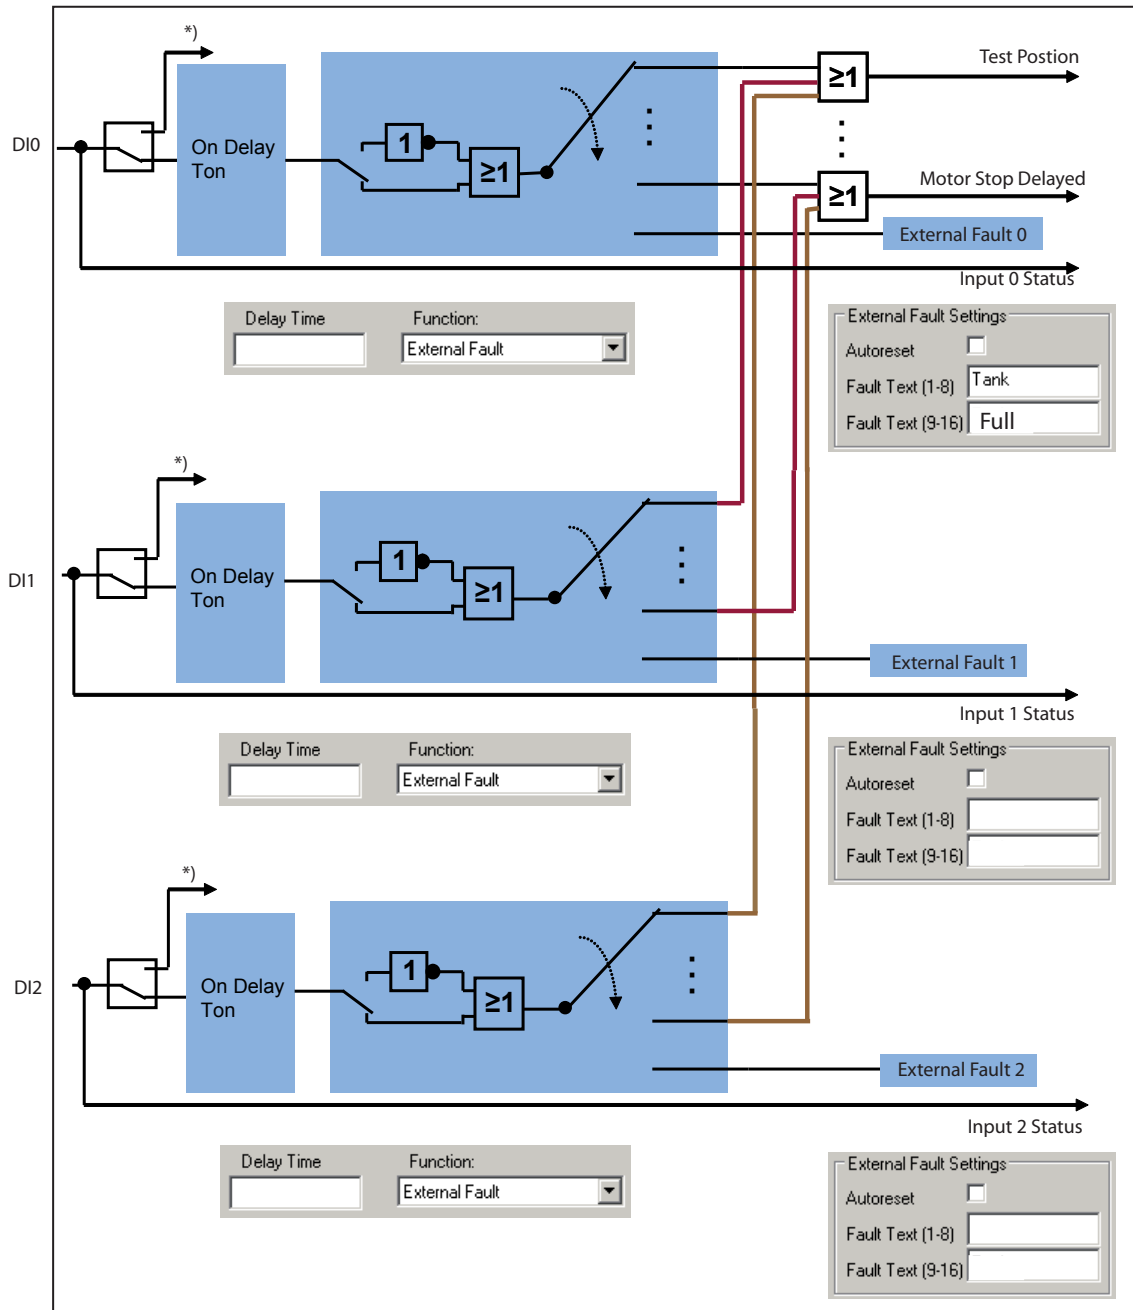 *)
Test Postion
≥1
DI0
On Delay
Ton
1
≥1
Motor Stop Delayed
≥1
External Fault 0
Input 0 Status
Delay Time
Function:
External Fault
External Fault Settings
Autoreset
Fault Text (1-8)
Tank
Fault Text (9-16)
Full
*)
DI1
On Delay
Ton
1
≥1
External Fault 1
Input 1 Status
Delay Time
Function:
External Fault
External Fault Settings
Autoreset
Fault Text (1-8)
Fault Text (9-16)
*)
DI2
On Delay
Ton
1
≥1
External Fault 2
Input 2 Status
Delay Time
Function:
External Fault
External Fault Settings
Autoreset
Fault Text (1-8)
Fault Text (9-16)